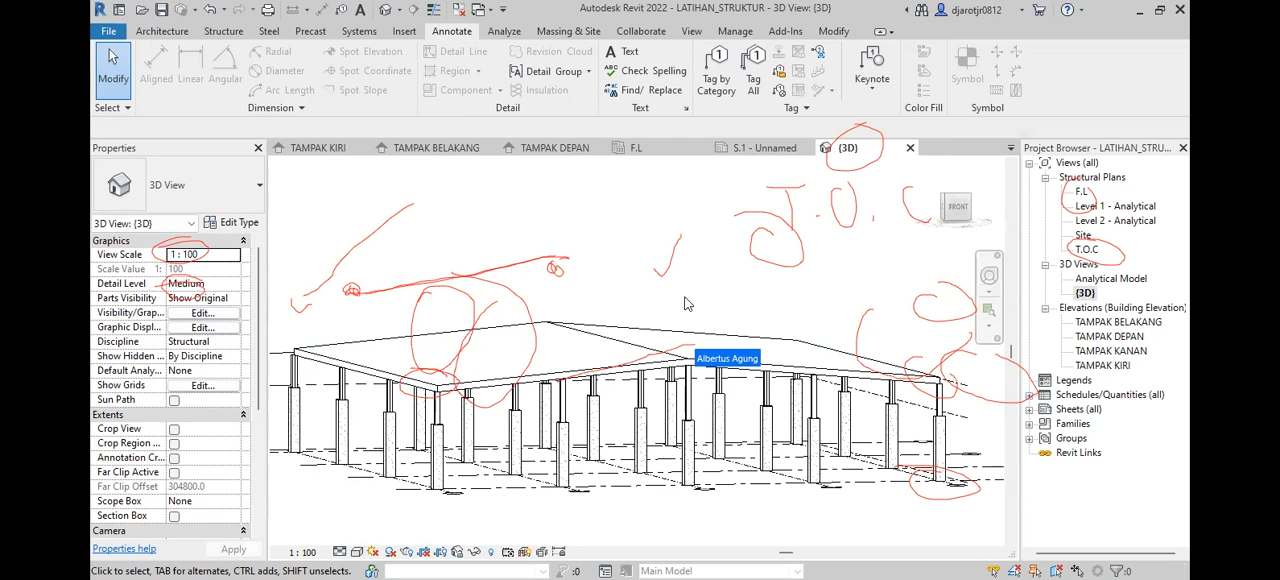 Autodesk Revit 2022 - LATIHAN_STRUKTUR - 3D View: {3D}
djarotjr0812
File Architecture Structure Steel Precast Systems Insert Annotate Analyze Massing & Site Collaborate View Manage Add-Ins Modify
Modify
Aligned Linear Angular
Radial
Diameter
Arc Length
Spot Elevation
Spot Coordinate
Spot Slope
Detail Line
Region
Component
Revision Cloud
Detail Group
Insulation
Text
Check Spelling
Find/ Replace
Tag by Category
Tag All
Keynote
Symbol
Select Dimension Detail Text Tag Color Fill Symbol
Properties
TAMPAK KIRI TAMPAK BELAKANG TAMPAK DEPAN F.L S.1 - Unnamed {3D}
Project Browser - LATIHAN_STRUKTUR
3D View
3D View: {3D} Edit Type
Graphics
View Scale 1 : 100
Scale Value 1: 100
Detail Level Medium
Parts Visibility Show Original
Visibility/Grap... Edit...
Graphic Displ... Edit...
Discipline Structural
Show Hidden ... By Discipline
Default Analy... None
Show Grids Edit...
Sun Path
Extents
Crop View
Crop Region ...
Annotation Cr...
Far Clip Active
Far Clip Offset 304800.0
Scope Box None
Section Box
Camera
Properties help Apply
FRONT
Albertus Agung
Views (all)
Structural Plans
F.L
Level 1 - Analytical
Level 2 - Analytical
Site
T.O.C
3D Views
Analytical Model
{3D}
Elevations (Building Elevation)
TAMPAK BELAKANG
TAMPAK DEPAN
TAMPAK KANAN
TAMPAK KIRI
Legends
Schedules/Quantities (all)
Sheets (all)
Families
Groups
Revit Links
1 : 100
Click to select, TAB for alternates, CTRL adds, SHIFT unselects.
:0
Main Model
:0